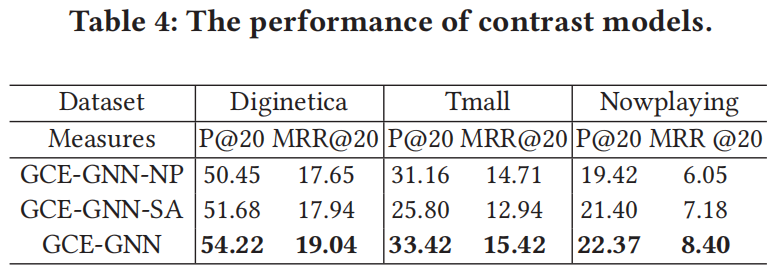 Table 4: The performance of contrast models.
Dataset Diginetica Tmall Nowplaying
Measures P@20 MRR@20 P@20 MRR@20 P@20 MRR @20
GCE-GNN-NP 50.45 17.65 31.16 14.71 19.42 6.05
GCE-GNN-SA 51.68 17.94 25.80 12.94 21.40 7.18
GCE-GNN 54.22 19.04 33.42 15.42 22.37 8.40